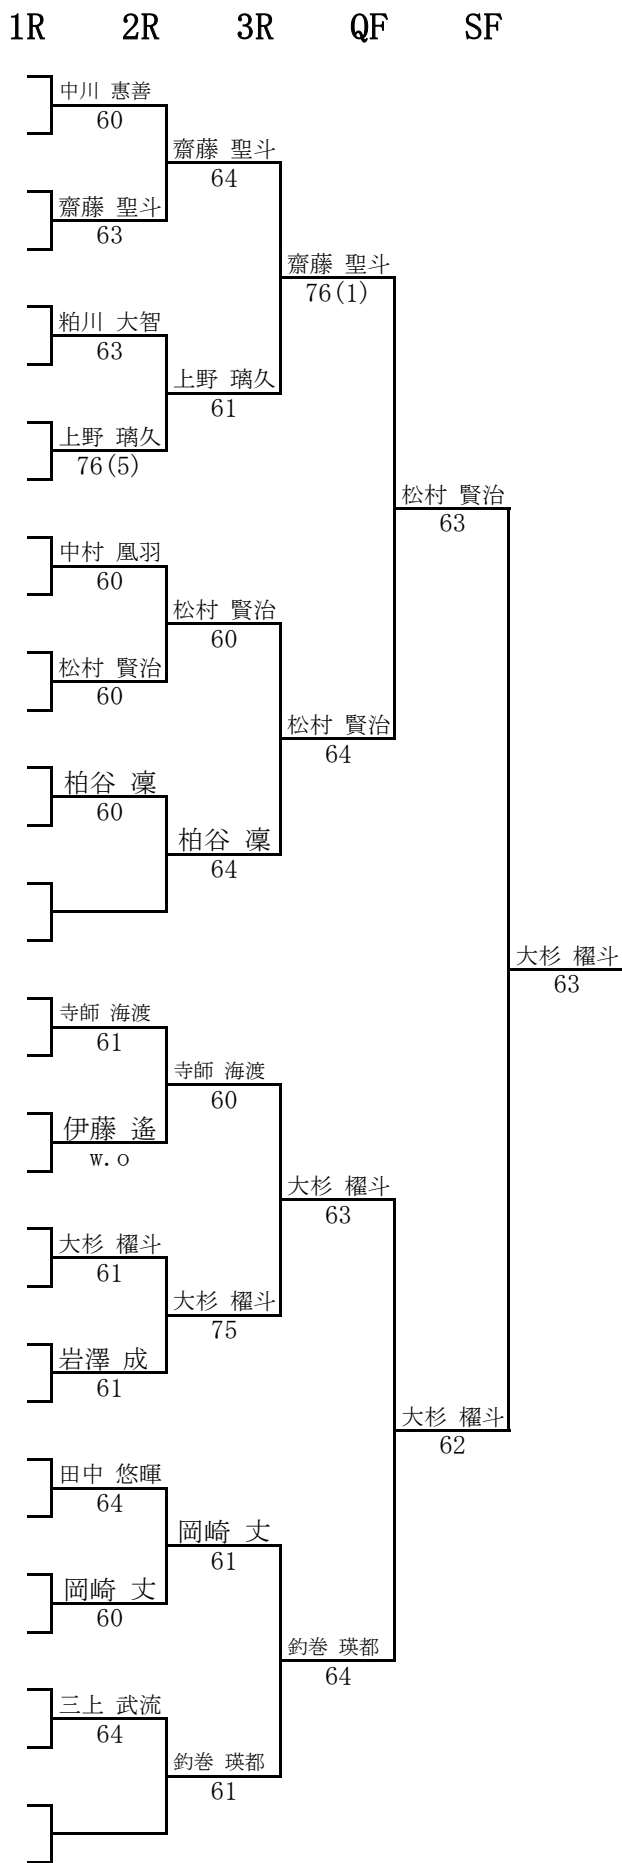 1R 2R 3R QF SF
中川 惠善
60
齋藤 聖斗
64
齋藤 聖斗
63
齋藤 聖斗
76(1)
粕川 大智
63
上野 璃久
61
上野 璃久
76(5)
松村 賢治
63
中村 凰羽
60
松村 賢治
60
松村 賢治
60
松村 賢治
64
柏谷 凜
60
柏谷 凜
64
大杉 櫂斗
63
寺師 海渡
61
寺師 海渡
60
伊藤 遙
w.o
大杉 櫂斗
63
大杉 櫂斗
61
大杉 櫂斗
75
岩澤 成
61
大杉 櫂斗
62
田中 悠暉
64
岡崎 丈
61
岡崎 丈
60
釣巻 瑛都
64
三上 武流
64
釣巻 瑛都
61